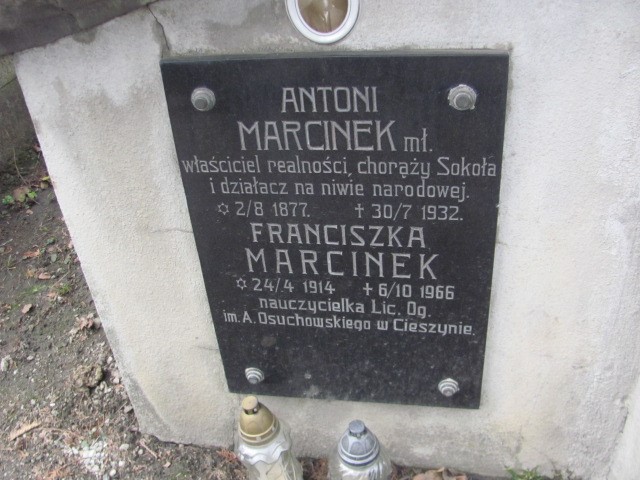 ANTONI
MARCINEK mł.
właściciel realności, chorąży Sokoła
i działacz na niwie narodowej.
✡ 2/8 1877. ✝ 30/7 1932.
FRANCISZKA
MARCINEK
✡ 24/4 1914 ✝ 6/10 1966
nauczycielka Lic. Og.
im. A. Osuchowskiego w Cieszynie.